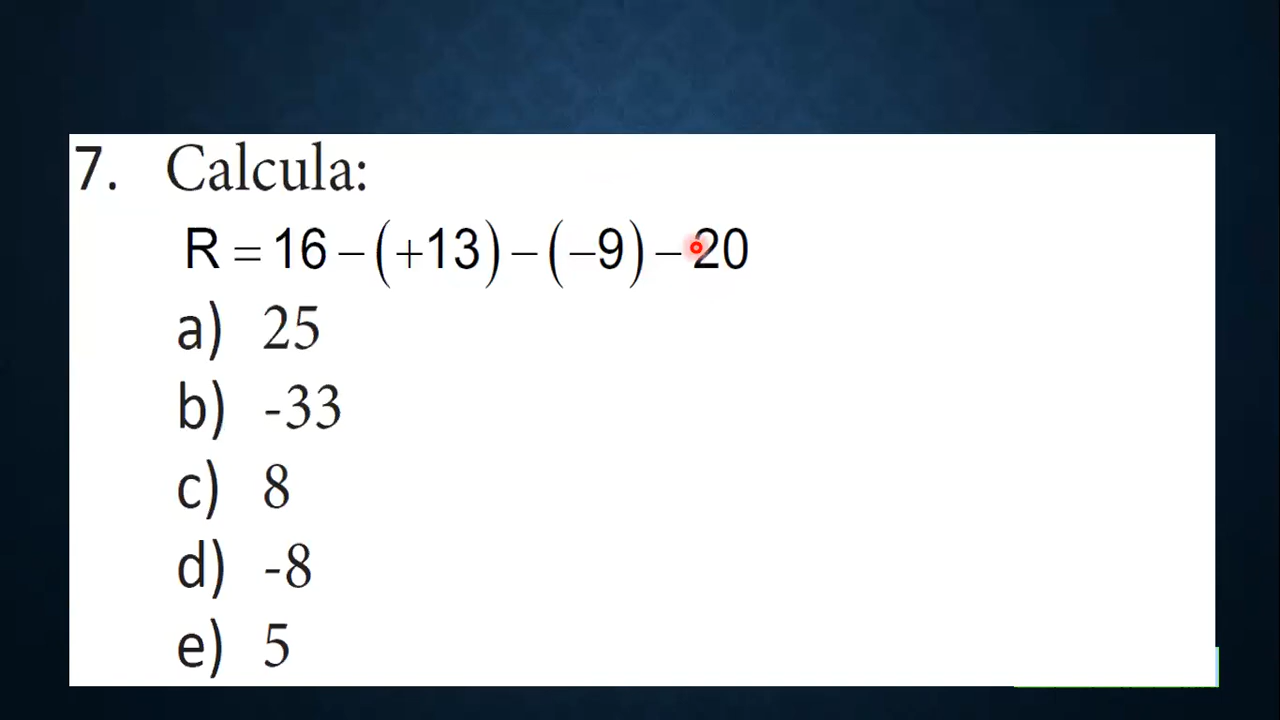 7. Calcula:
R = 16 – (+13) – (–9) – 20
a) 25
b) -33
c) 8
d) -8
e) 5